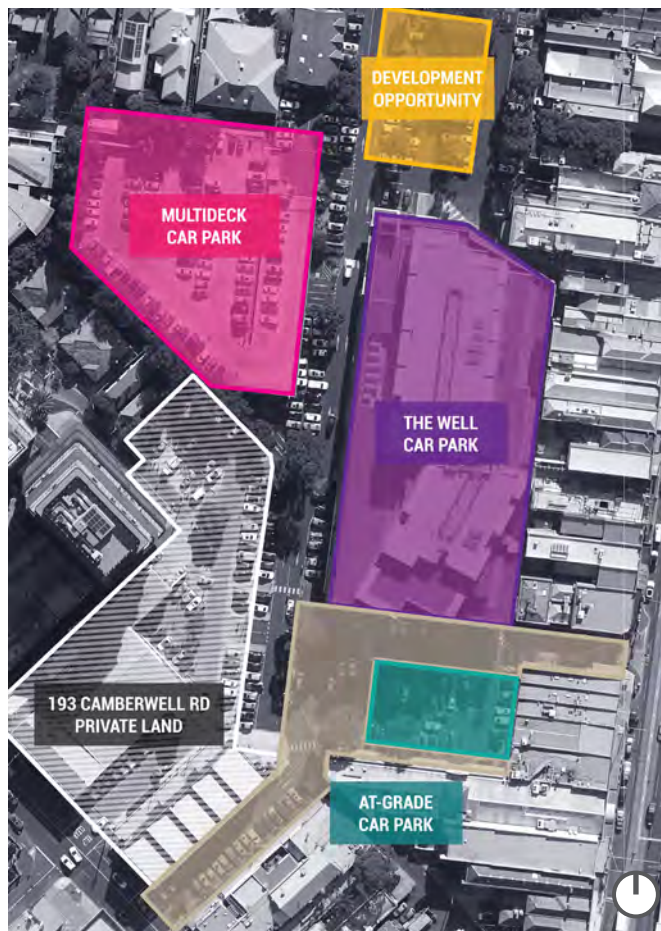 DEVELOPMENT
OPPORTUNITY
MULTIDECK
CAR PARK
THE WELL
CAR PARK
193 CAMBERWELL RD
PRIVATE LAND
AT-GRADE
CAR PARK